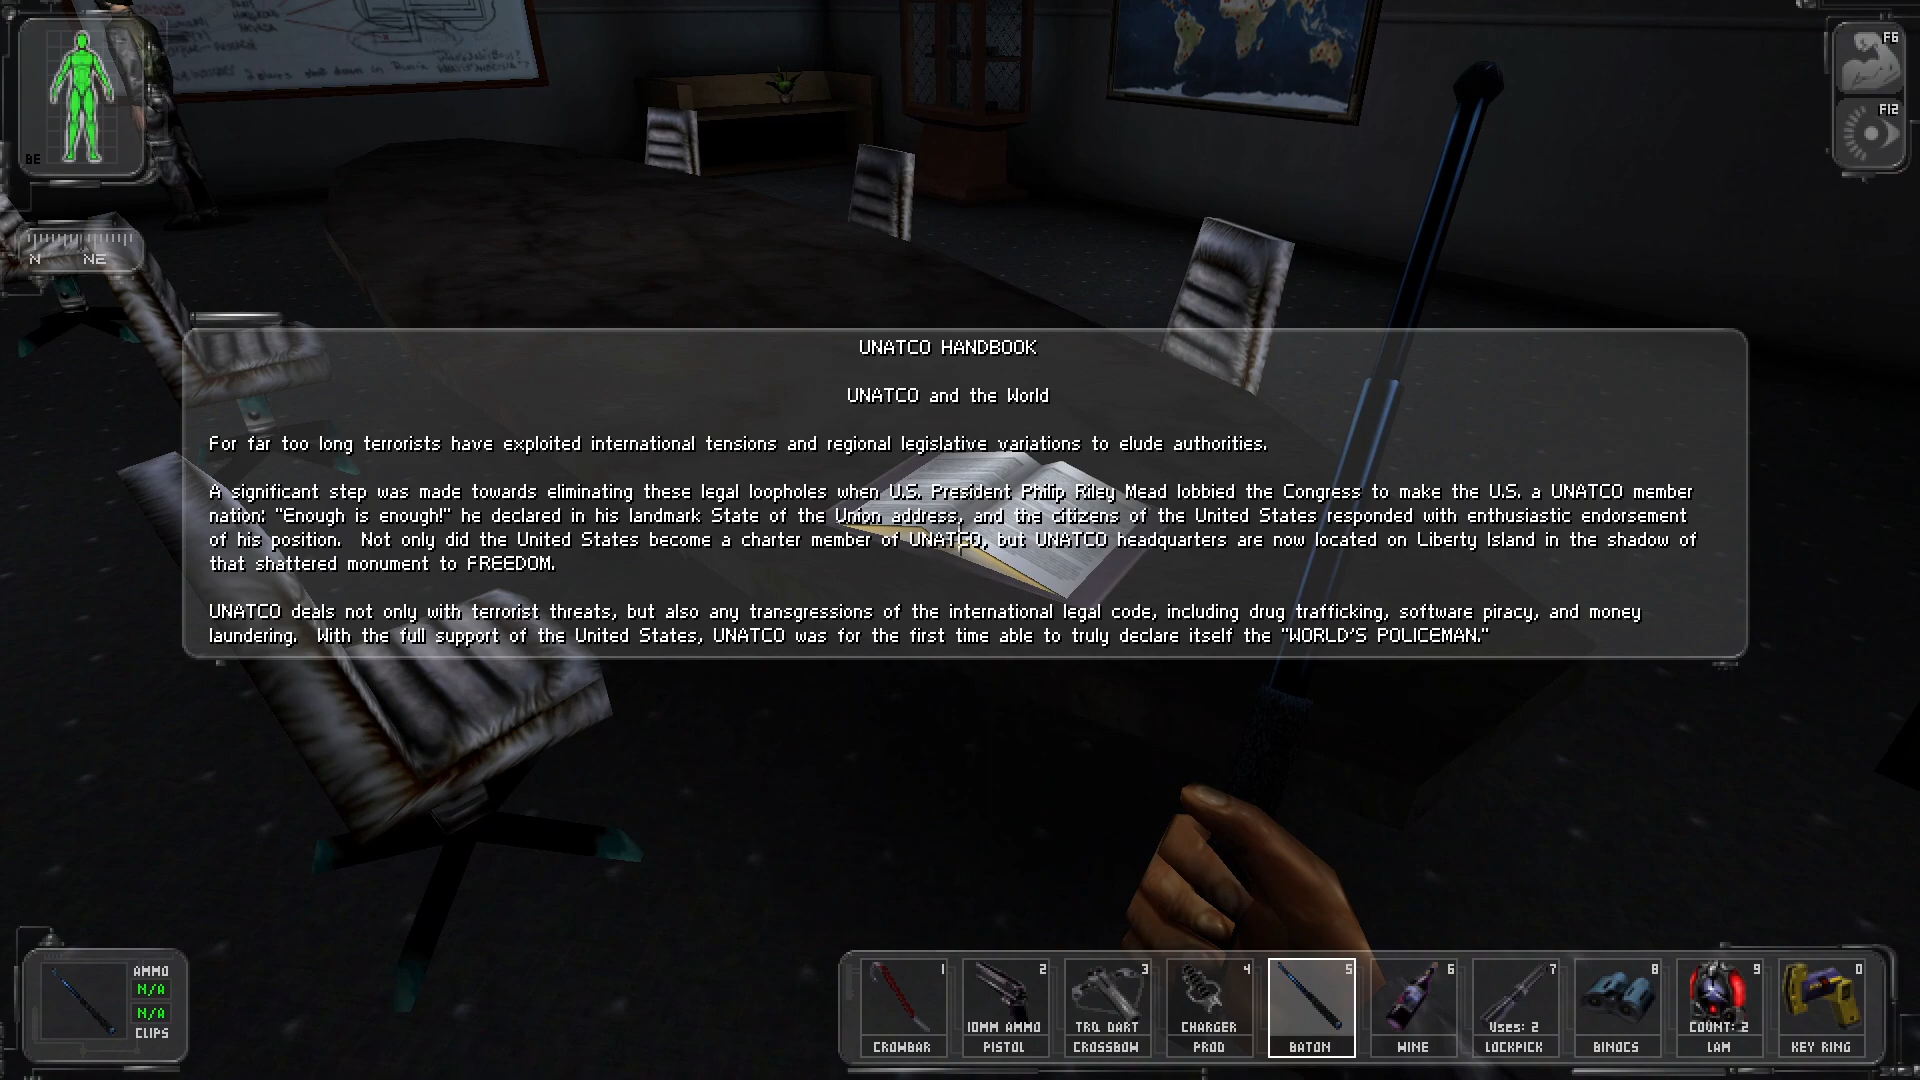 2 planes shot down in Russia
F6
F12
BE
N NE
UNATCO HANDBOOK
UNATCO and the World
For far too long terrorists have exploited international tensions and regional legislative variations to elude authorities.
A significant step was made towards eliminating these legal loopholes when U.S. President Philip Riley Mead lobbied the Congress to make the U.S. a UNATCO member
nation: "Enough is enough!" he declared in his landmark State of the Union address, and the citizens of the United States responded with enthusiastic endorsement
of his position.  Not only did the United States become a charter member of UNATCO, but UNATCO headquarters are now located on Liberty Island in the shadow of
that shattered monument to FREEDOM.
UNATCO deals not only with terrorist threats, but also any transgressions of the international legal code, including drug trafficking, software piracy, and money
laundering.  With the full support of the United States, UNATCO was for the first time able to truly declare itself the "WORLD'S POLICEMAN."
AMMO
N/A
N/A
CLIPS
1 2 3 4 5 6 7 8 9 0
10MM AMMO TRQ DART CHARGER Uses: 2 COUNT: 2
CROWBAR PISTOL CROSSBOW PROD BATON WINE LOCKPICK BINOCS LAM KEY RING